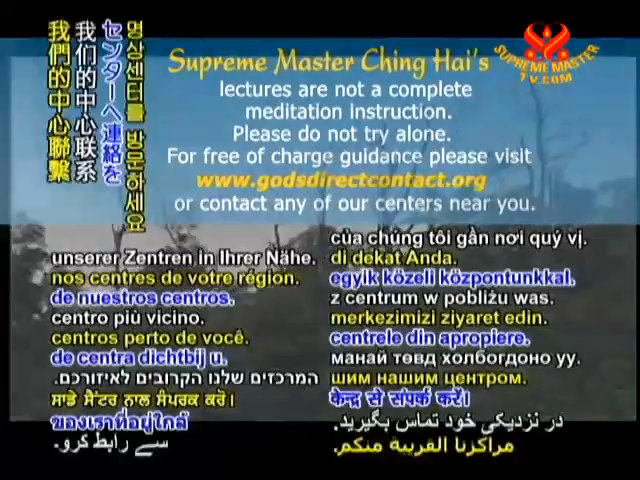 我們的中心聯繫
我们的中心联系
センターへ連絡を
명상센터를 방문하세요
Supreme Master Ching Hai's
lectures are not a complete
meditation instruction.
Please do not try alone.
For free of charge guidance please visit
www.godsdirectcontact.org
or contact any of our centers near you.
SUPREME MASTER
TV.COM
unserer Zentren in Ihrer Nähe.
nos centres de votre région.
de nuestros centros.
centro più vicino.
centros perto de você.
de centra dichtbij u.
המרכזים שלנו הקרובים לאיזורכם.
ਸਾਡੇ ਸੈਂਟਰ ਨਾਲ ਸੰਪਰਕ ਕਰੋ।
ของเราที่อยู่ใกล้
سے رابطہ کرو.
của chúng tôi gần nơi quý vị.
di dekat Anda.
egyik közeli központunkkal.
z centrum w pobliżu was.
merkezimizi ziyaret edin.
centrele din apropiere.
манай төвд холбогдоно уу.
шим нашим центром.
केन्द्र से संपर्क करें।
در نزدیکی خود تماس بگیرید.
مراكزنا القريبة منكم.